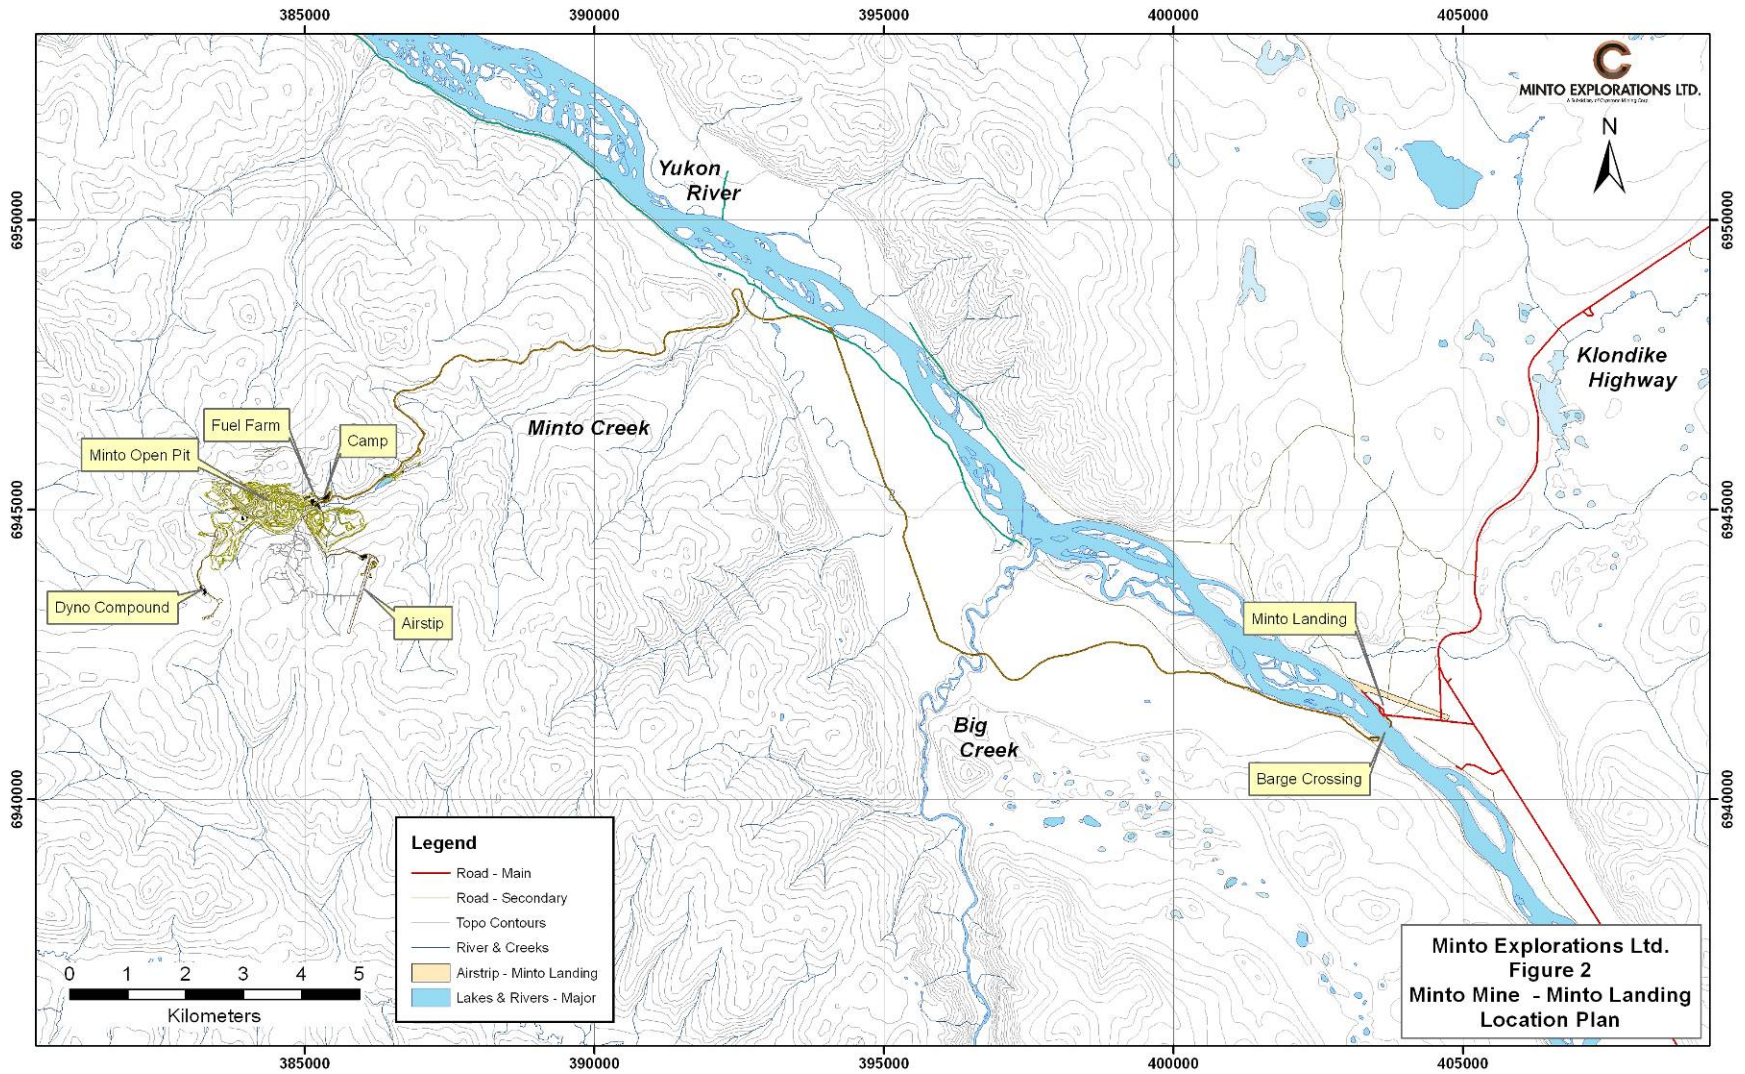 385000
390000
395000
400000
405000
MINTO EXPLORATIONS LTD.
N
Yukon
River
6950000
6950000
Klondike
Highway
Fuel Farm
Camp
Minto Creek
Minto Open Pit
6945000
6945000
Dyno Compound
Airstip
Minto Landing
Big
Creek
Barge Crossing
6940000
6940000
Legend
Road - Main
Road - Secondary
Topo Contours
River & Creeks
Airstrip - Minto Landing
Lakes & Rivers - Major
0 1 2 3 4 5
Kilometers
Minto Explorations Ltd.
Figure 2
Minto Mine - Minto Landing
Location Plan
385000
390000
395000
400000
405000